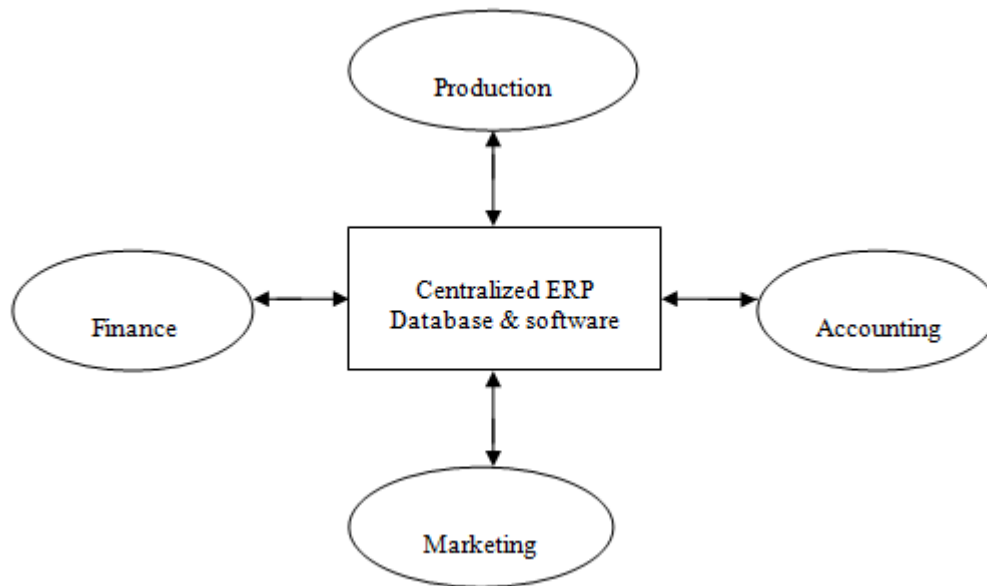 Production
Centralized ERP
Database & software
Finance
Accounting
Marketing